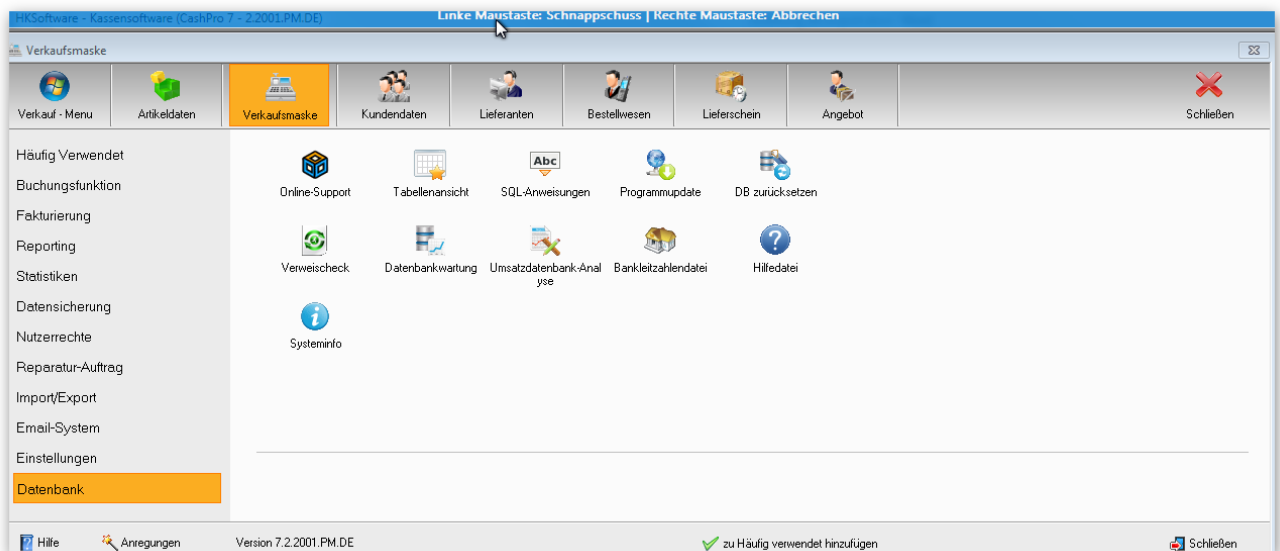 HKSoftware - Kassensoftware (CashPro 7 - 2.2001.PM.DE)
Linke Maustaste: Schnappschuss | Rechte Maustaste: Abbrechen
Verkaufsmaske
Verkauf - Menu
Artikeldaten
Verkaufsmaske
Kundendaten
Lieferanten
Bestellwesen
Lieferschein
Angebot
Schließen
Häufig Verwendet
Buchungsfunktion
Fakturierung
Reporting
Statistiken
Datensicherung
Nutzerrechte
Reparatur-Auftrag
Import/Export
Email-System
Einstellungen
Datenbank
Online-Support
Tabellenansicht
Abc
SQL-Anweisungen
Programmupdate
DB zurücksetzen
Verweischeck
Datenbankwartung
Umsatzdatenbank-Anal
yse
Bankleitzahlendatei
Hilfedatei
Systeminfo
Hilfe
Anregungen
Version 7.2.2001.PM.DE
zu Häufig verwendet hinzufügen
Schließen